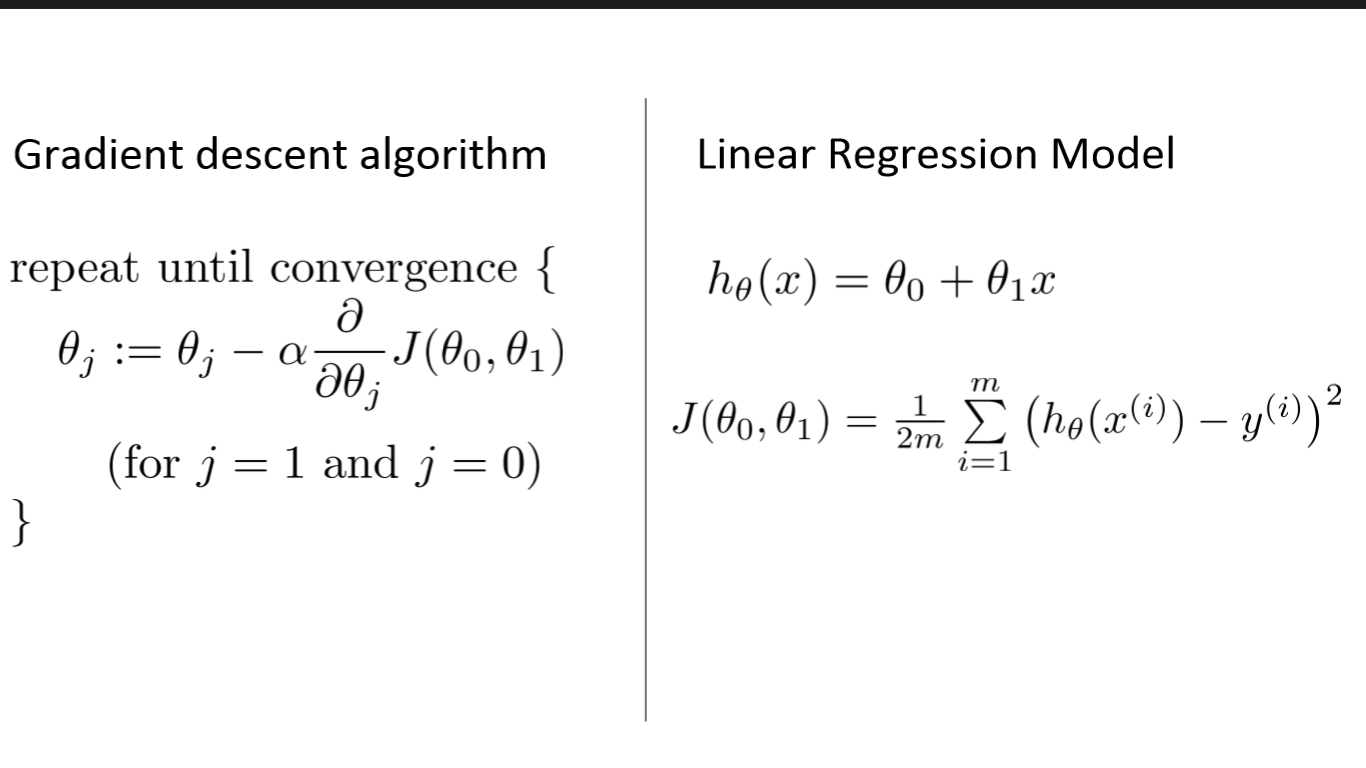 Gradient descent algorithm
repeat until convergence {
θ_j := θ_j − α ∂/∂θ_j J(θ_0, θ_1)
(for j = 1 and j = 0)
}
Linear Regression Model
h_θ(x) = θ_0 + θ_1x
J(θ_0, θ_1) = 1/2m ∑_{i=1}^{m} (h_θ(x^{(i)}) − y^{(i)})^2